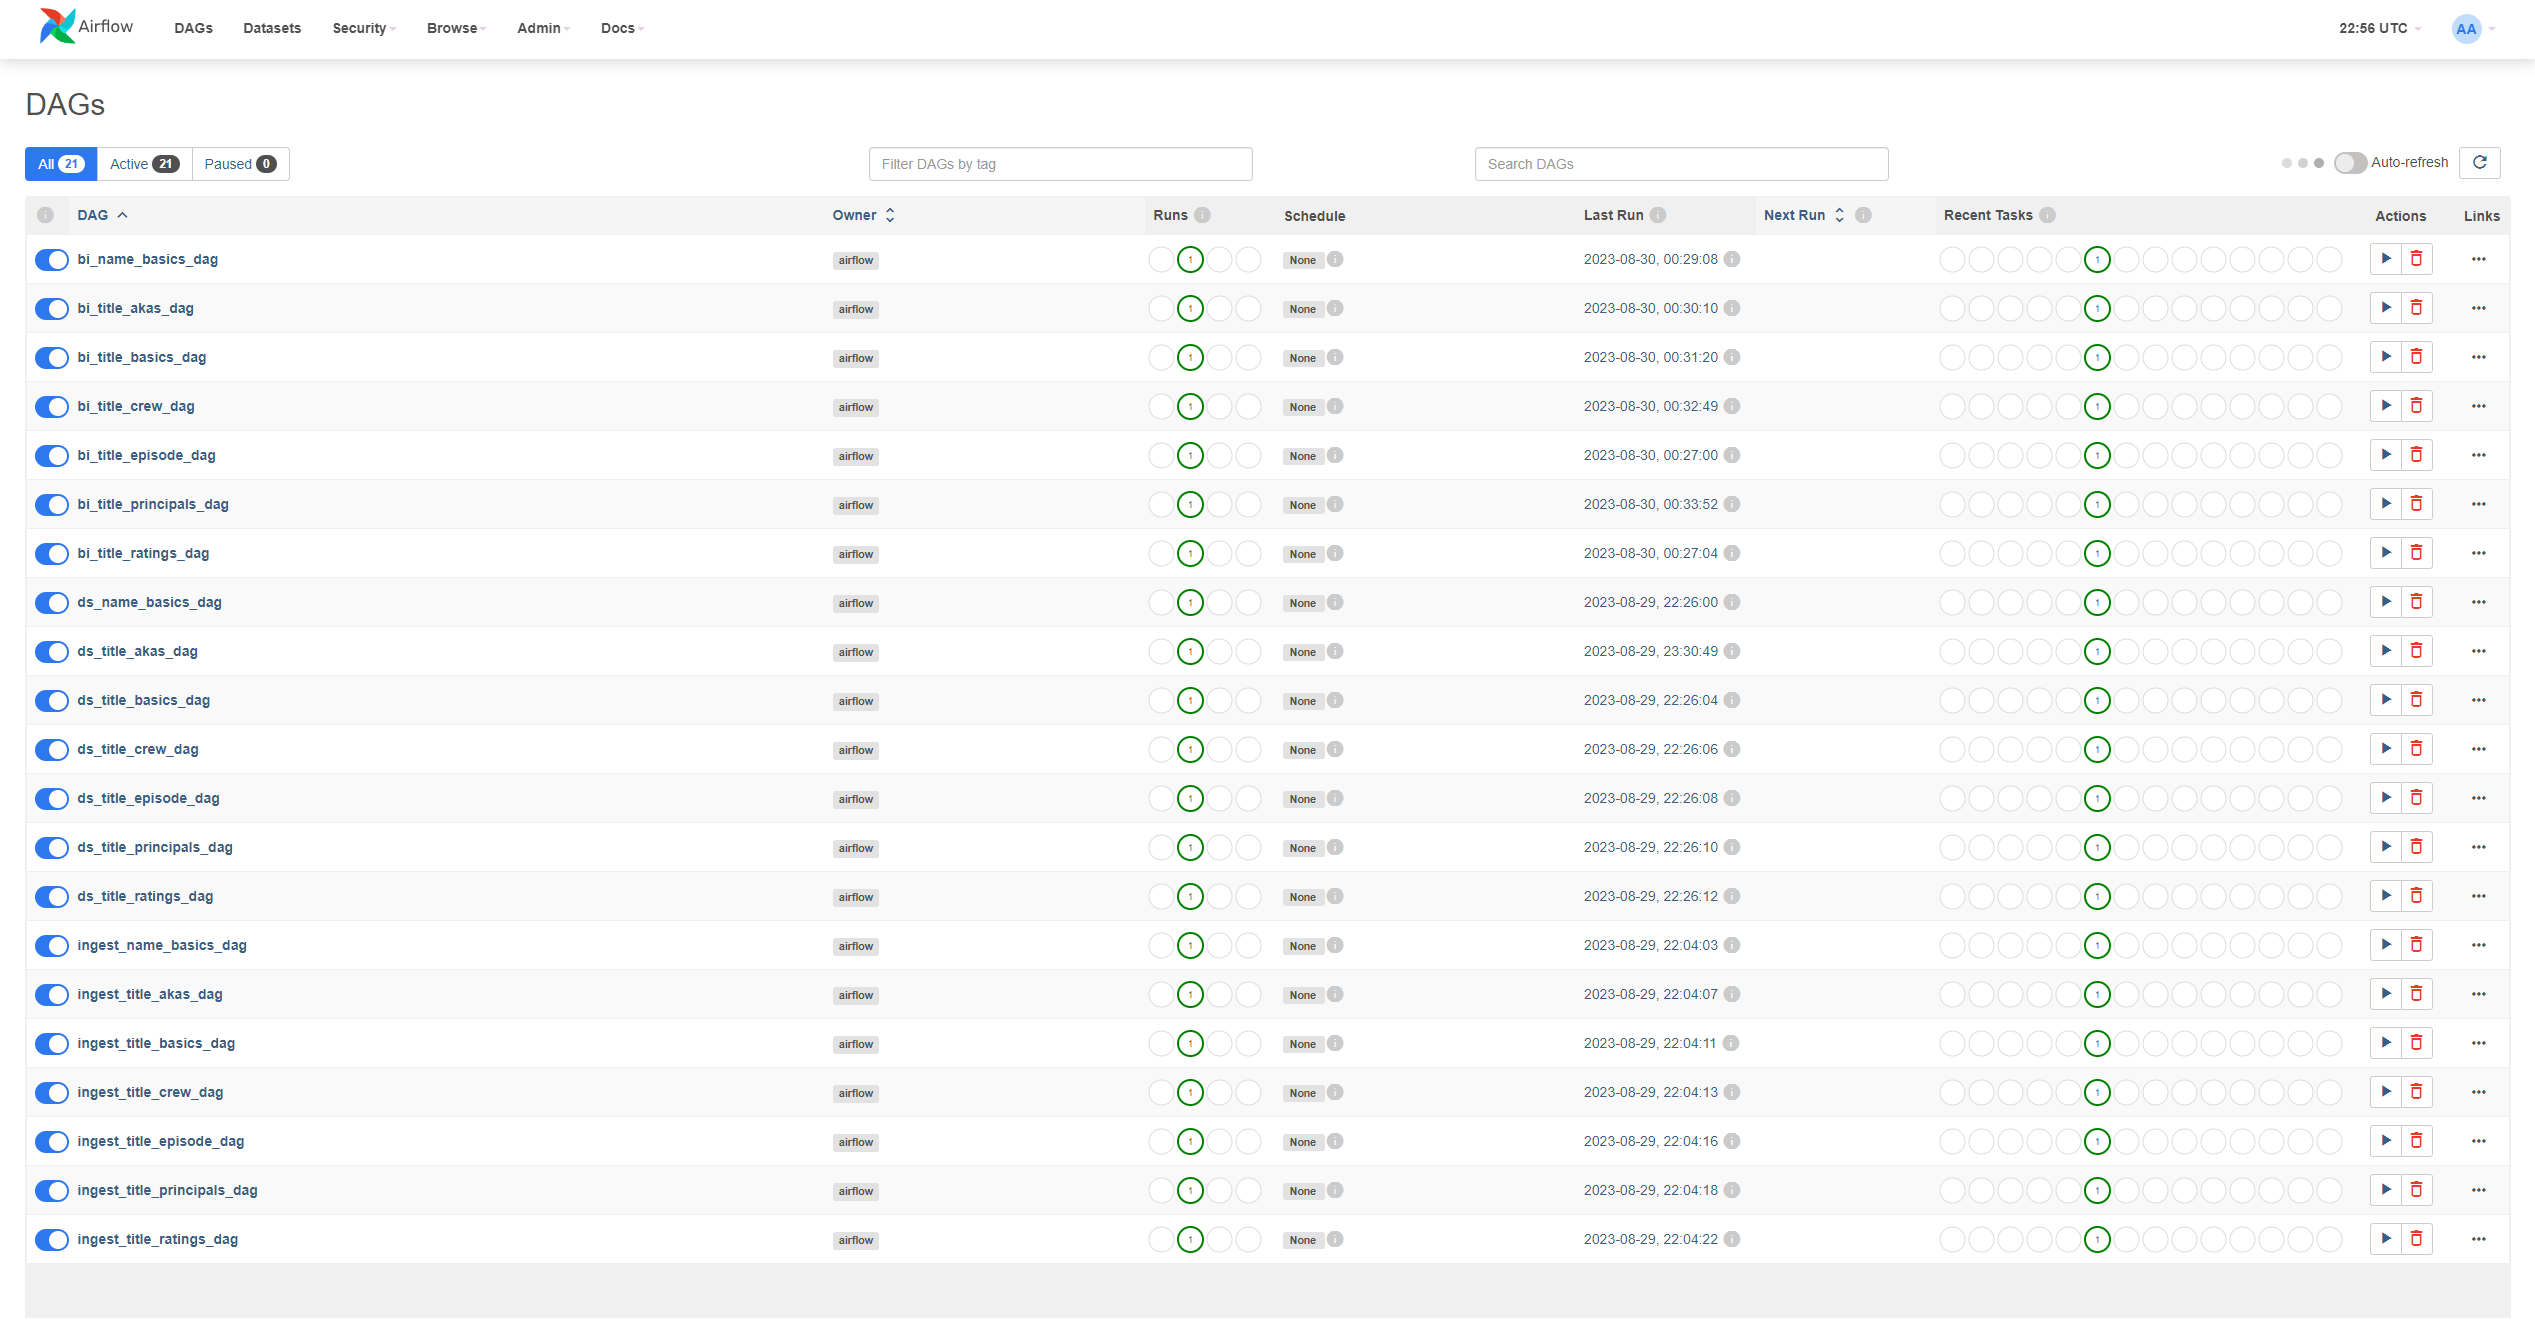 Airflow DAGs Datasets Security Browse Admin Docs 22:56 UTC AA
DAGs
All 21 Active 21 Paused 0 Filter DAGs by tag Search DAGs Auto-refresh
DAG Owner Runs Schedule Last Run Next Run Recent Tasks Actions Links
bi_name_basics_dag airflow 1 None 2023-08-30, 00:29:08 1
bi_title_akas_dag airflow 1 None 2023-08-30, 00:30:10 1
bi_title_basics_dag airflow 1 None 2023-08-30, 00:31:20 1
bi_title_crew_dag airflow 1 None 2023-08-30, 00:32:49 1
bi_title_episode_dag airflow 1 None 2023-08-30, 00:27:00 1
bi_title_principals_dag airflow 1 None 2023-08-30, 00:33:52 1
bi_title_ratings_dag airflow 1 None 2023-08-30, 00:27:04 1
ds_name_basics_dag airflow 1 None 2023-08-29, 22:26:00 1
ds_title_akas_dag airflow 1 None 2023-08-29, 23:30:49 1
ds_title_basics_dag airflow 1 None 2023-08-29, 22:26:04 1
ds_title_crew_dag airflow 1 None 2023-08-29, 22:26:06 1
ds_title_episode_dag airflow 1 None 2023-08-29, 22:26:08 1
ds_title_principals_dag airflow 1 None 2023-08-29, 22:26:10 1
ds_title_ratings_dag airflow 1 None 2023-08-29, 22:26:12 1
ingest_name_basics_dag airflow 1 None 2023-08-29, 22:04:03 1
ingest_title_akas_dag airflow 1 None 2023-08-29, 22:04:07 1
ingest_title_basics_dag airflow 1 None 2023-08-29, 22:04:11 1
ingest_title_crew_dag airflow 1 None 2023-08-29, 22:04:13 1
ingest_title_episode_dag airflow 1 None 2023-08-29, 22:04:16 1
ingest_title_principals_dag airflow 1 None 2023-08-29, 22:04:18 1
ingest_title_ratings_dag airflow 1 None 2023-08-29, 22:04:22 1